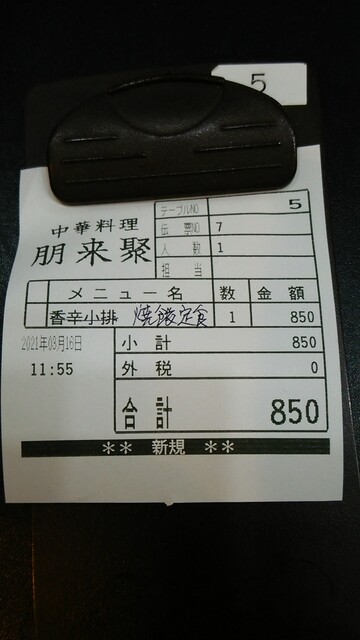 5
中華料理
朋来聚
テーブルNO 5
伝票NO 7
人数 1
担当
メニュー名 数 金額
香辛小排 焼餃定食 1 850
2021年03月16日
11:55
小計 850
外税 0
合計 850
** 新規 **